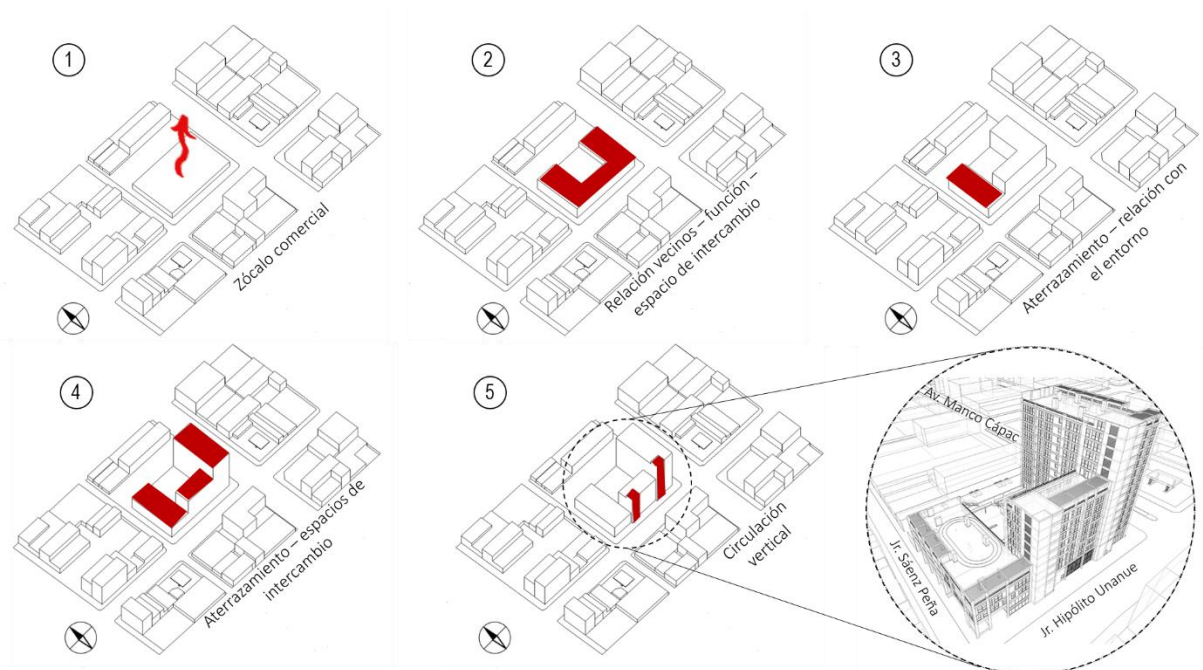 1
Zócalo comercial
2
Relación vecinos – función –
espacio de intercambio
3
Aterrazamiento – relación con
el entorno
4
Aterrazamiento – espacios de
intercambio
5
Circulación
vertical
Av. Manco Cápac
Jr. Sáenz Peña
Jr. Hipólito Unanue